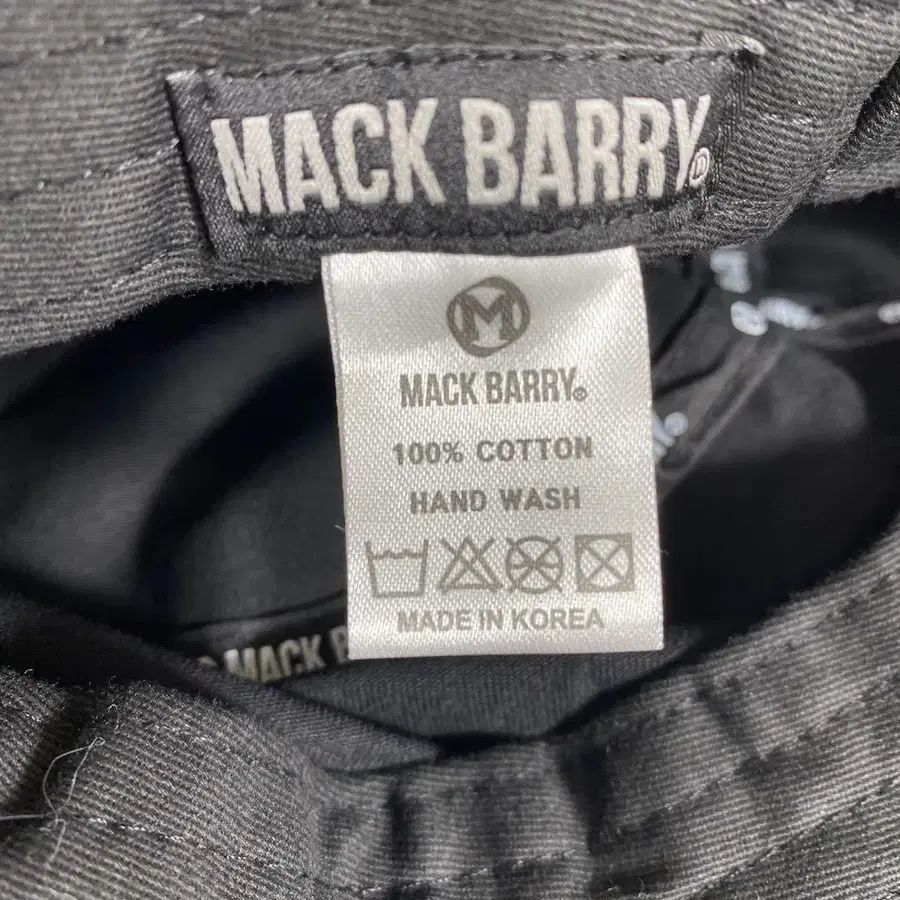 MACK BARRY®
M
MACK BARRY®
100% COTTON
HAND WASH
MADE IN KOREA
MACK